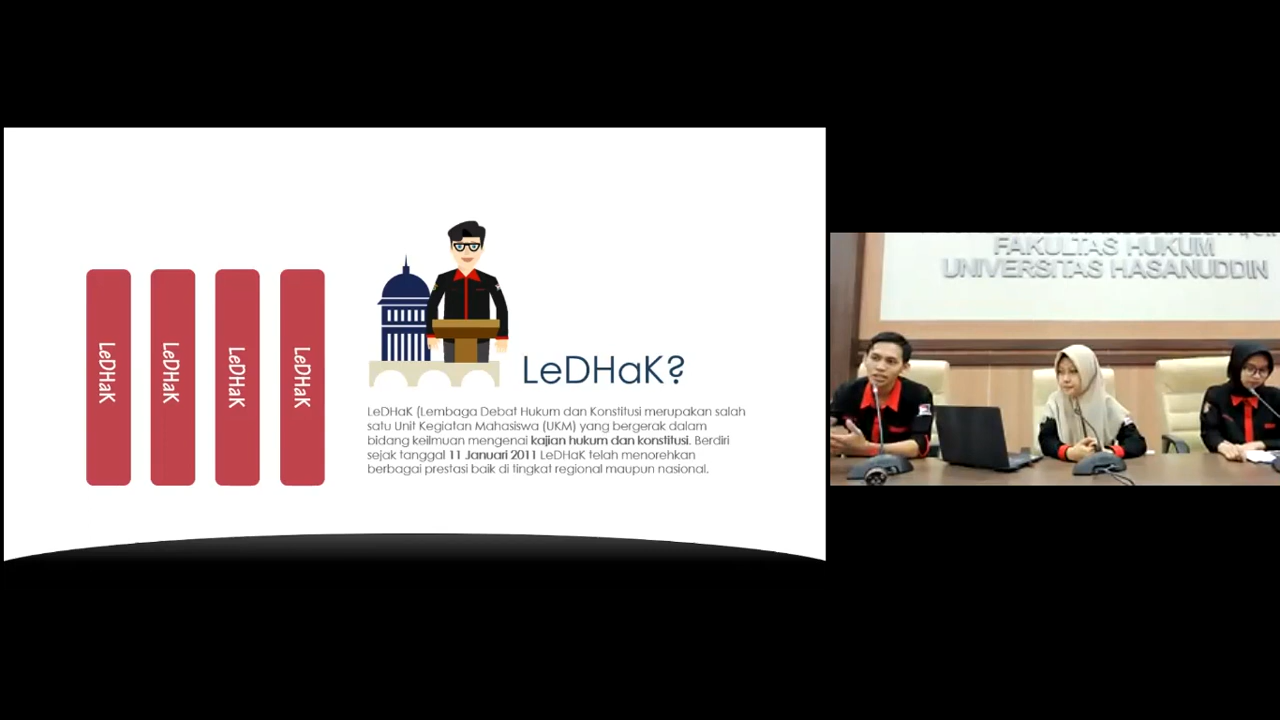 LeDHaK
LeDHaK
LeDHaK
LeDHaK
LeDHaK?
LeDHaK (Lembaga Debat Hukum dan Konstitusi merupakan salah
satu Unit Kegiatan Mahasiswa (UKM) yang bergerak dalam
bidang keilmuan mengenai kajian hukum dan konstitusi. Berdiri
sejak tanggal 11 Januari 2011 LeDHaK telah menorehkan
berbagai prestasi baik di tingkat regional maupun nasional.
FAKULTAS HUKUM
UNIVERSITAS HASANUDDIN